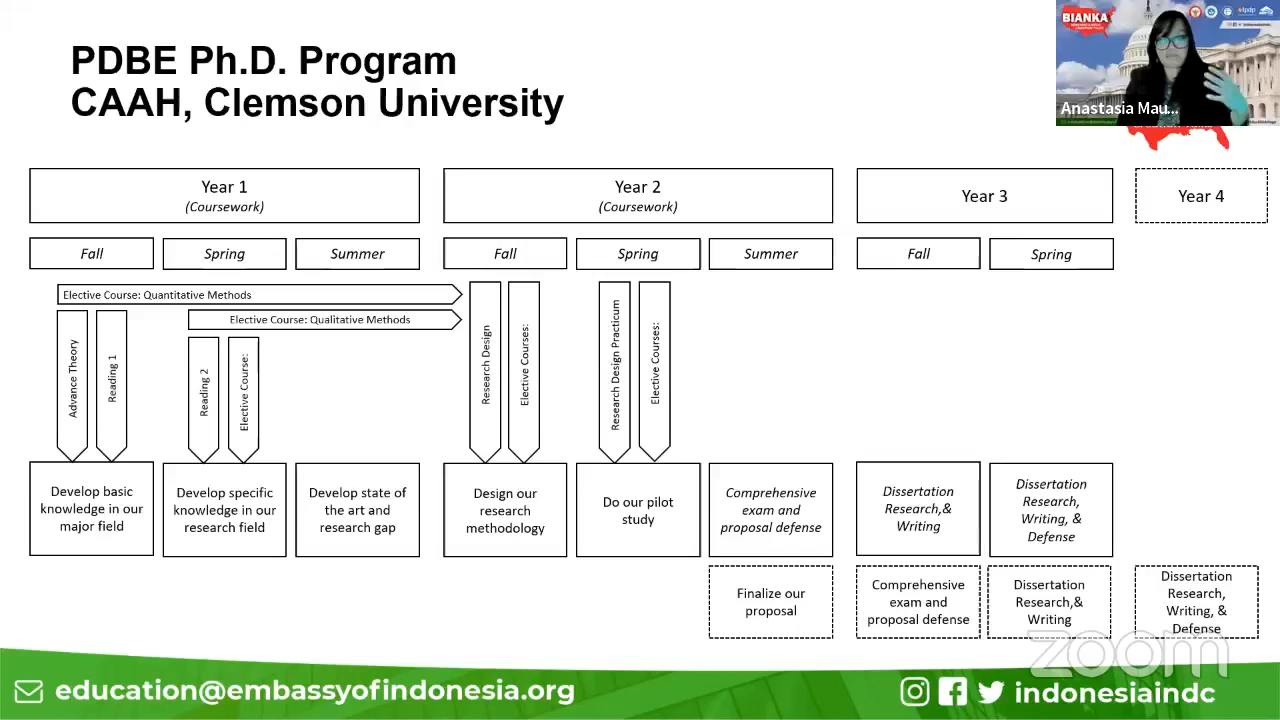 PDBE Ph.D. Program
CAAH, Clemson University
BIANKA
lpdp
Anastasia Mau...
Year 1
(Coursework)
Year 2
(Coursework)
Year 3
Year 4
Fall
Spring
Summer
Fall
Spring
Summer
Fall
Spring
Elective Course: Quantitative Methods
Elective Course: Qualitative Methods
Advance Theory
Reading 1
Reading 2
Elective Course:
Research Design
Elective Courses:
Research Design Practicum
Elective Courses:
Develop basic
knowledge in our
major field
Develop specific
knowledge in our
research field
Develop state of
the art and
research gap
Design our
research
methodology
Do our pilot
study
Comprehensive
exam and
proposal defense
Dissertation
Research,&
Writing
Dissertation
Research,
Writing, &
Defense
Finalize our
proposal
Comprehensive
exam and
proposal defense
Dissertation
Research,&
Writing
Dissertation
Research,
Writing, &
Defense
zoom
education@embassyofindonesia.org
indonesiaindc